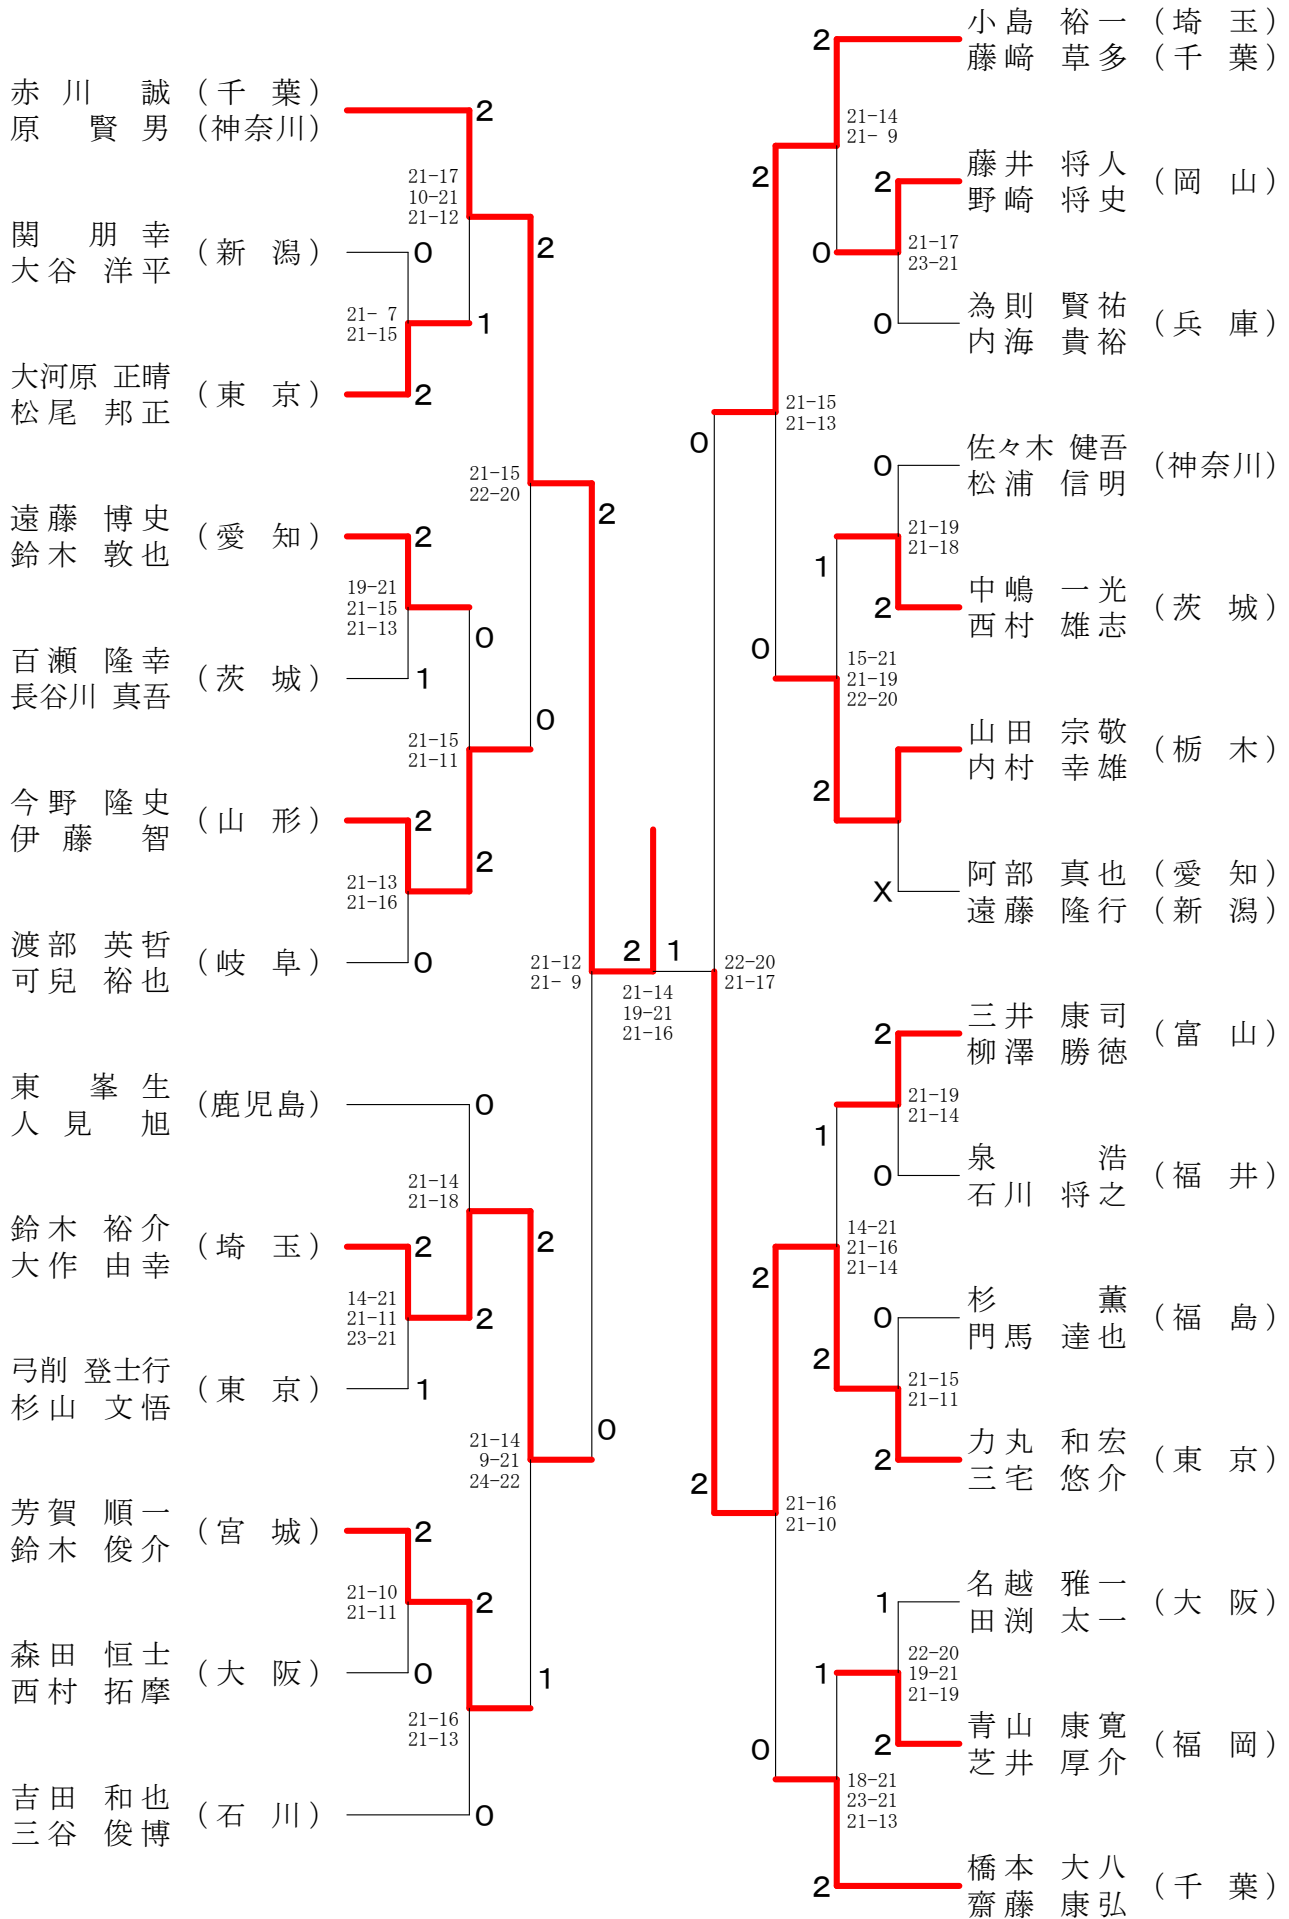 赤川 誠 (千葉)
原 賢男 (神奈川)
2
21-17
10-21
21-12
関 朋幸
大谷 洋平
(新潟)
0
2
21- 7
21-15
1
大河原 正晴
松尾 邦正
(東京)
2
21-15
22-20
遠藤 博史
鈴木 敦也
(愛知)
2
2
19-21
21-15
21-13
0
百瀬 隆幸
長谷川 真吾
(茨城)
1
0
21-15
21-11
今野 隆史
伊藤 智
(山形)
2
2
21-13
21-16
渡部 英哲
可兒 裕也
(岐阜)
0
21-12
21- 9
2
1
21-14
19-21
21-16
東 峯生
人見 旭
(鹿児島)
0
21-14
21-18
鈴木 裕介
大作 由幸
(埼玉)
2
2
14-21
21-11
23-21
2
弓削 登士行
杉山 文悟
(東京)
1
0
21-14
9-21
24-22
芳賀 順一
鈴木 俊介
(宮城)
2
21-10
21-11
2
森田 恒士
西村 拓摩
(大阪)
0
1
21-16
21-13
吉田 和也
三谷 俊博
(石川)
0
2
小島 裕一 (埼玉)
藤﨑 草多 (千葉)
21-14
21- 9
2
2
藤井 将人
野崎 将史
(岡山)
0
21-17
23-21
0
為則 賢祐
内海 貴裕
(兵庫)
0
21-15
21-13
0
佐々木 健吾
松浦 信明
(神奈川)
21-19
21-18
1
2
中嶋 一光
西村 雄志
(茨城)
0
15-21
21-19
22-20
山田 宗敬
内村 幸雄
(栃木)
2
X
阿部 真也 (愛知)
遠藤 隆行 (新潟)
22-20
21-17
2
三井 康司
柳澤 勝徳
(富山)
21-19
21-14
1
0
泉 浩
石川 将之
(福井)
14-21
21-16
21-14
2
0
杉 薫
門馬 達也
(福島)
2
21-15
21-11
2
力丸 和宏
三宅 悠介
(東京)
2
21-16
21-10
1
名越 雅一
田渕 太一
(大阪)
22-20
19-21
21-19
1
2
青山 康寛
芝井 厚介
(福岡)
0
18-21
23-21
21-13
2
橋本 大八
齋藤 康弘
(千葉)